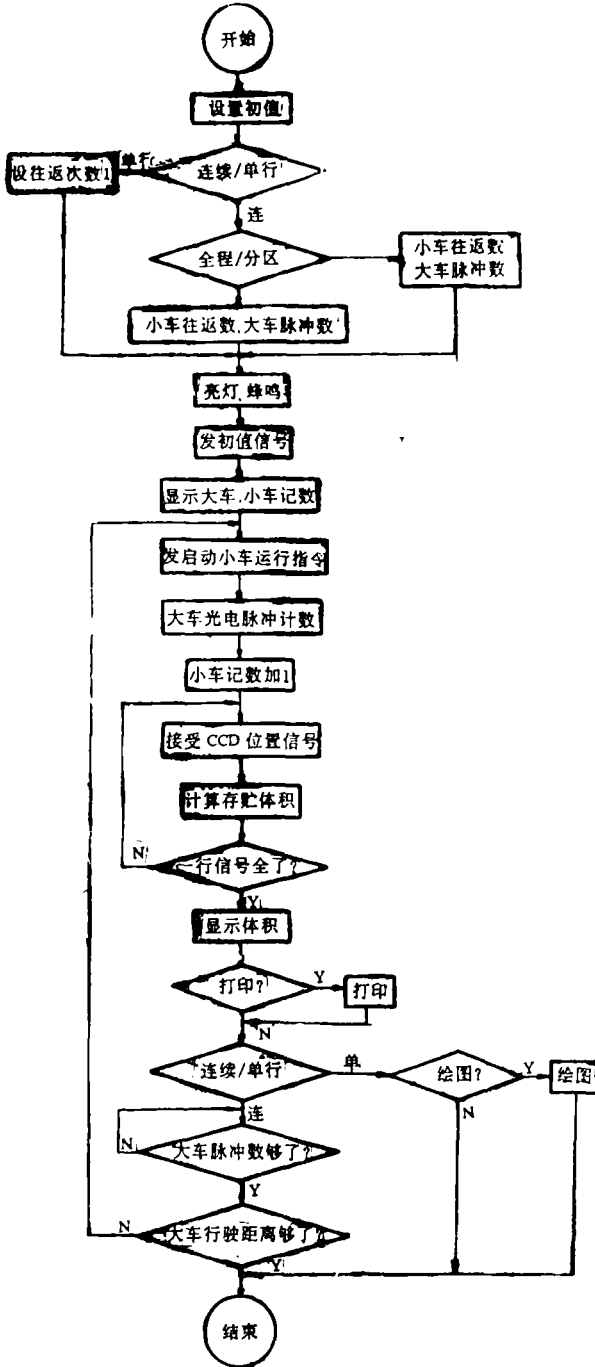 开始
设置初值
单行
设往返次数1
连续/单行
连
全程/分区
小车往返数
大车脉冲数
小车往返数、大车脉冲数
亮灯、蜂鸣
发初值信号
显示大车、小车记数
发启动小车运行指令
大车光电脉冲计数
小车记数加1
接受 CCD 位置信号
计算存贮体积
N
一行信号全了?
Y
显示体积
打印?
Y
打印
N
连续/单行
单
绘图?
Y
绘图
连
N
N
大车脉冲数够了?
Y
N
大车行驶距离够了?
Y
结束